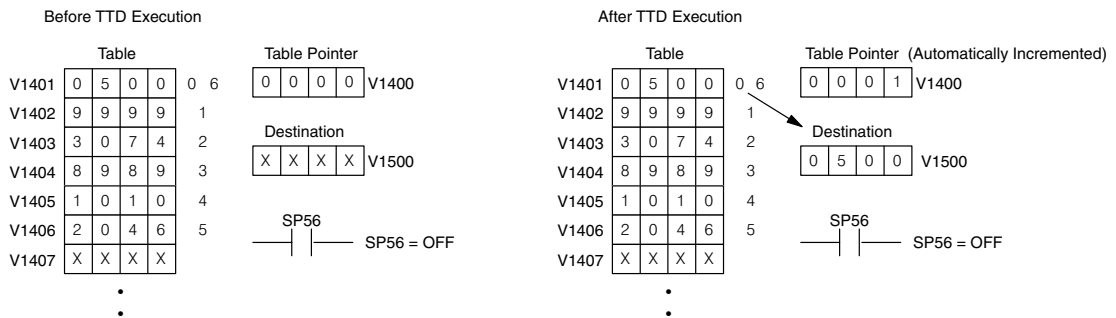 Before TTD Execution
Table
Table Pointer
V1401 0 5 0 0 0 6
0 0 0 0 V1400
V1402 9 9 9 9 1
V1403 3 0 7 4 2
Destination
X X X X V1500
V1404 8 9 8 9 3
V1405 1 0 1 0 4
V1406 2 0 4 6 5
SP56
SP56 = OFF
V1407 X X X X
After TTD Execution
Table
Table Pointer (Automatically Incremented)
V1401 0 5 0 0 0 6
0 0 0 1 V1400
V1402 9 9 9 9 1
V1403 3 0 7 4 2
Destination
0 5 0 0 V1500
V1404 8 9 8 9 3
V1405 1 0 1 0 4
V1406 2 0 4 6 5
SP56
SP56 = OFF
V1407 X X X X